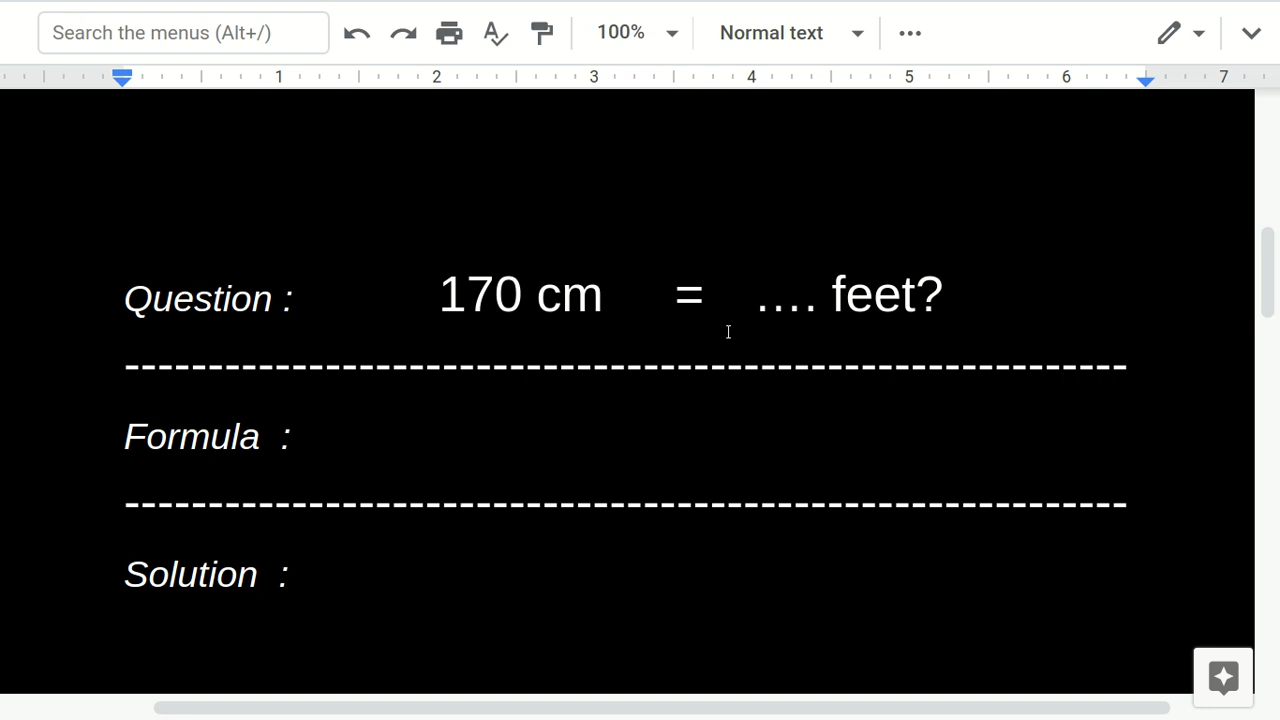 Search the menus (Alt+/) 100% Normal text
1 2 3 4 5 6 7
Question : 170 cm = .... feet?
------------------------------------------------------------
Formula :
------------------------------------------------------------
Solution :